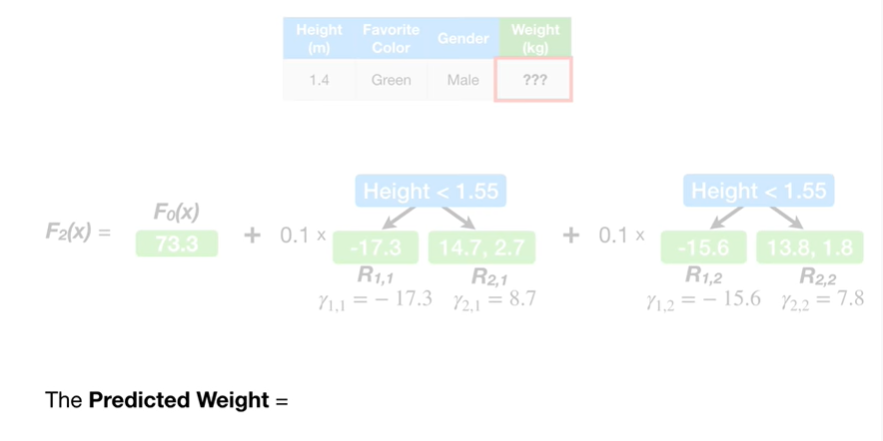 Height (m) Favorite Color Gender Weight (kg)
1.4 Green Male ???
Height < 1.55 Height < 1.55
F₀(x)
F₂(x) = 73.3 + 0.1 × -17.3 14.7, 2.7 + 0.1 × -15.6 13.8, 1.8
R₁,₁ R₂,₁ R₁,₂ R₂,₂
γ₁,₁ = − 17.3 γ₂,₁ = 8.7 γ₁,₂ = − 15.6 γ₂,₂ = 7.8
The Predicted Weight =